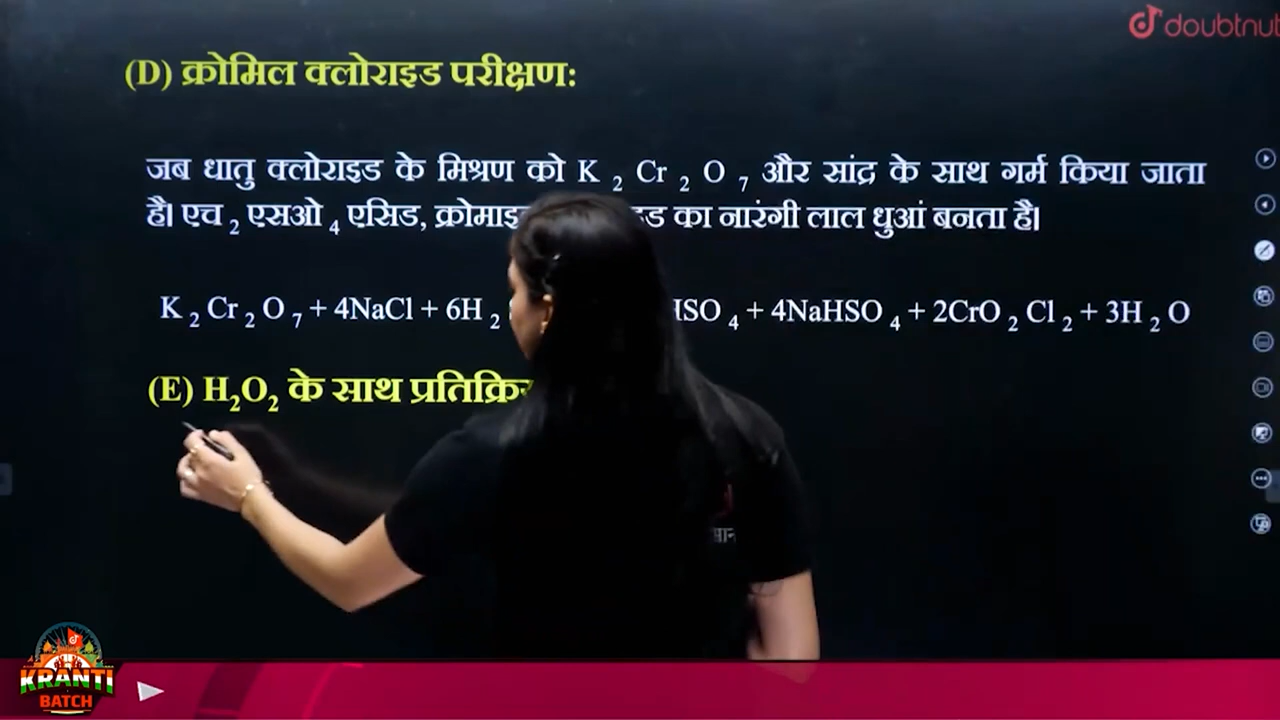 doubtnut
(D) क्रोमिल क्लोराइड परीक्षण:
जब धातु क्लोराइड के मिश्रण को K 2 Cr 2 O 7 और सांद्र के साथ गर्म किया जाता
है। एच 2 एसओ 4 एसिड, का नारंगी लाल धुआं बनता है।
K 2 Cr 2 O 7 + 4NaCl + 6H 2 HSO 4 + 4NaHSO 4 + 2CrO 2 Cl 2 + 3H 2 O
(E) H2O2 के साथ
KRANTI
BATCH